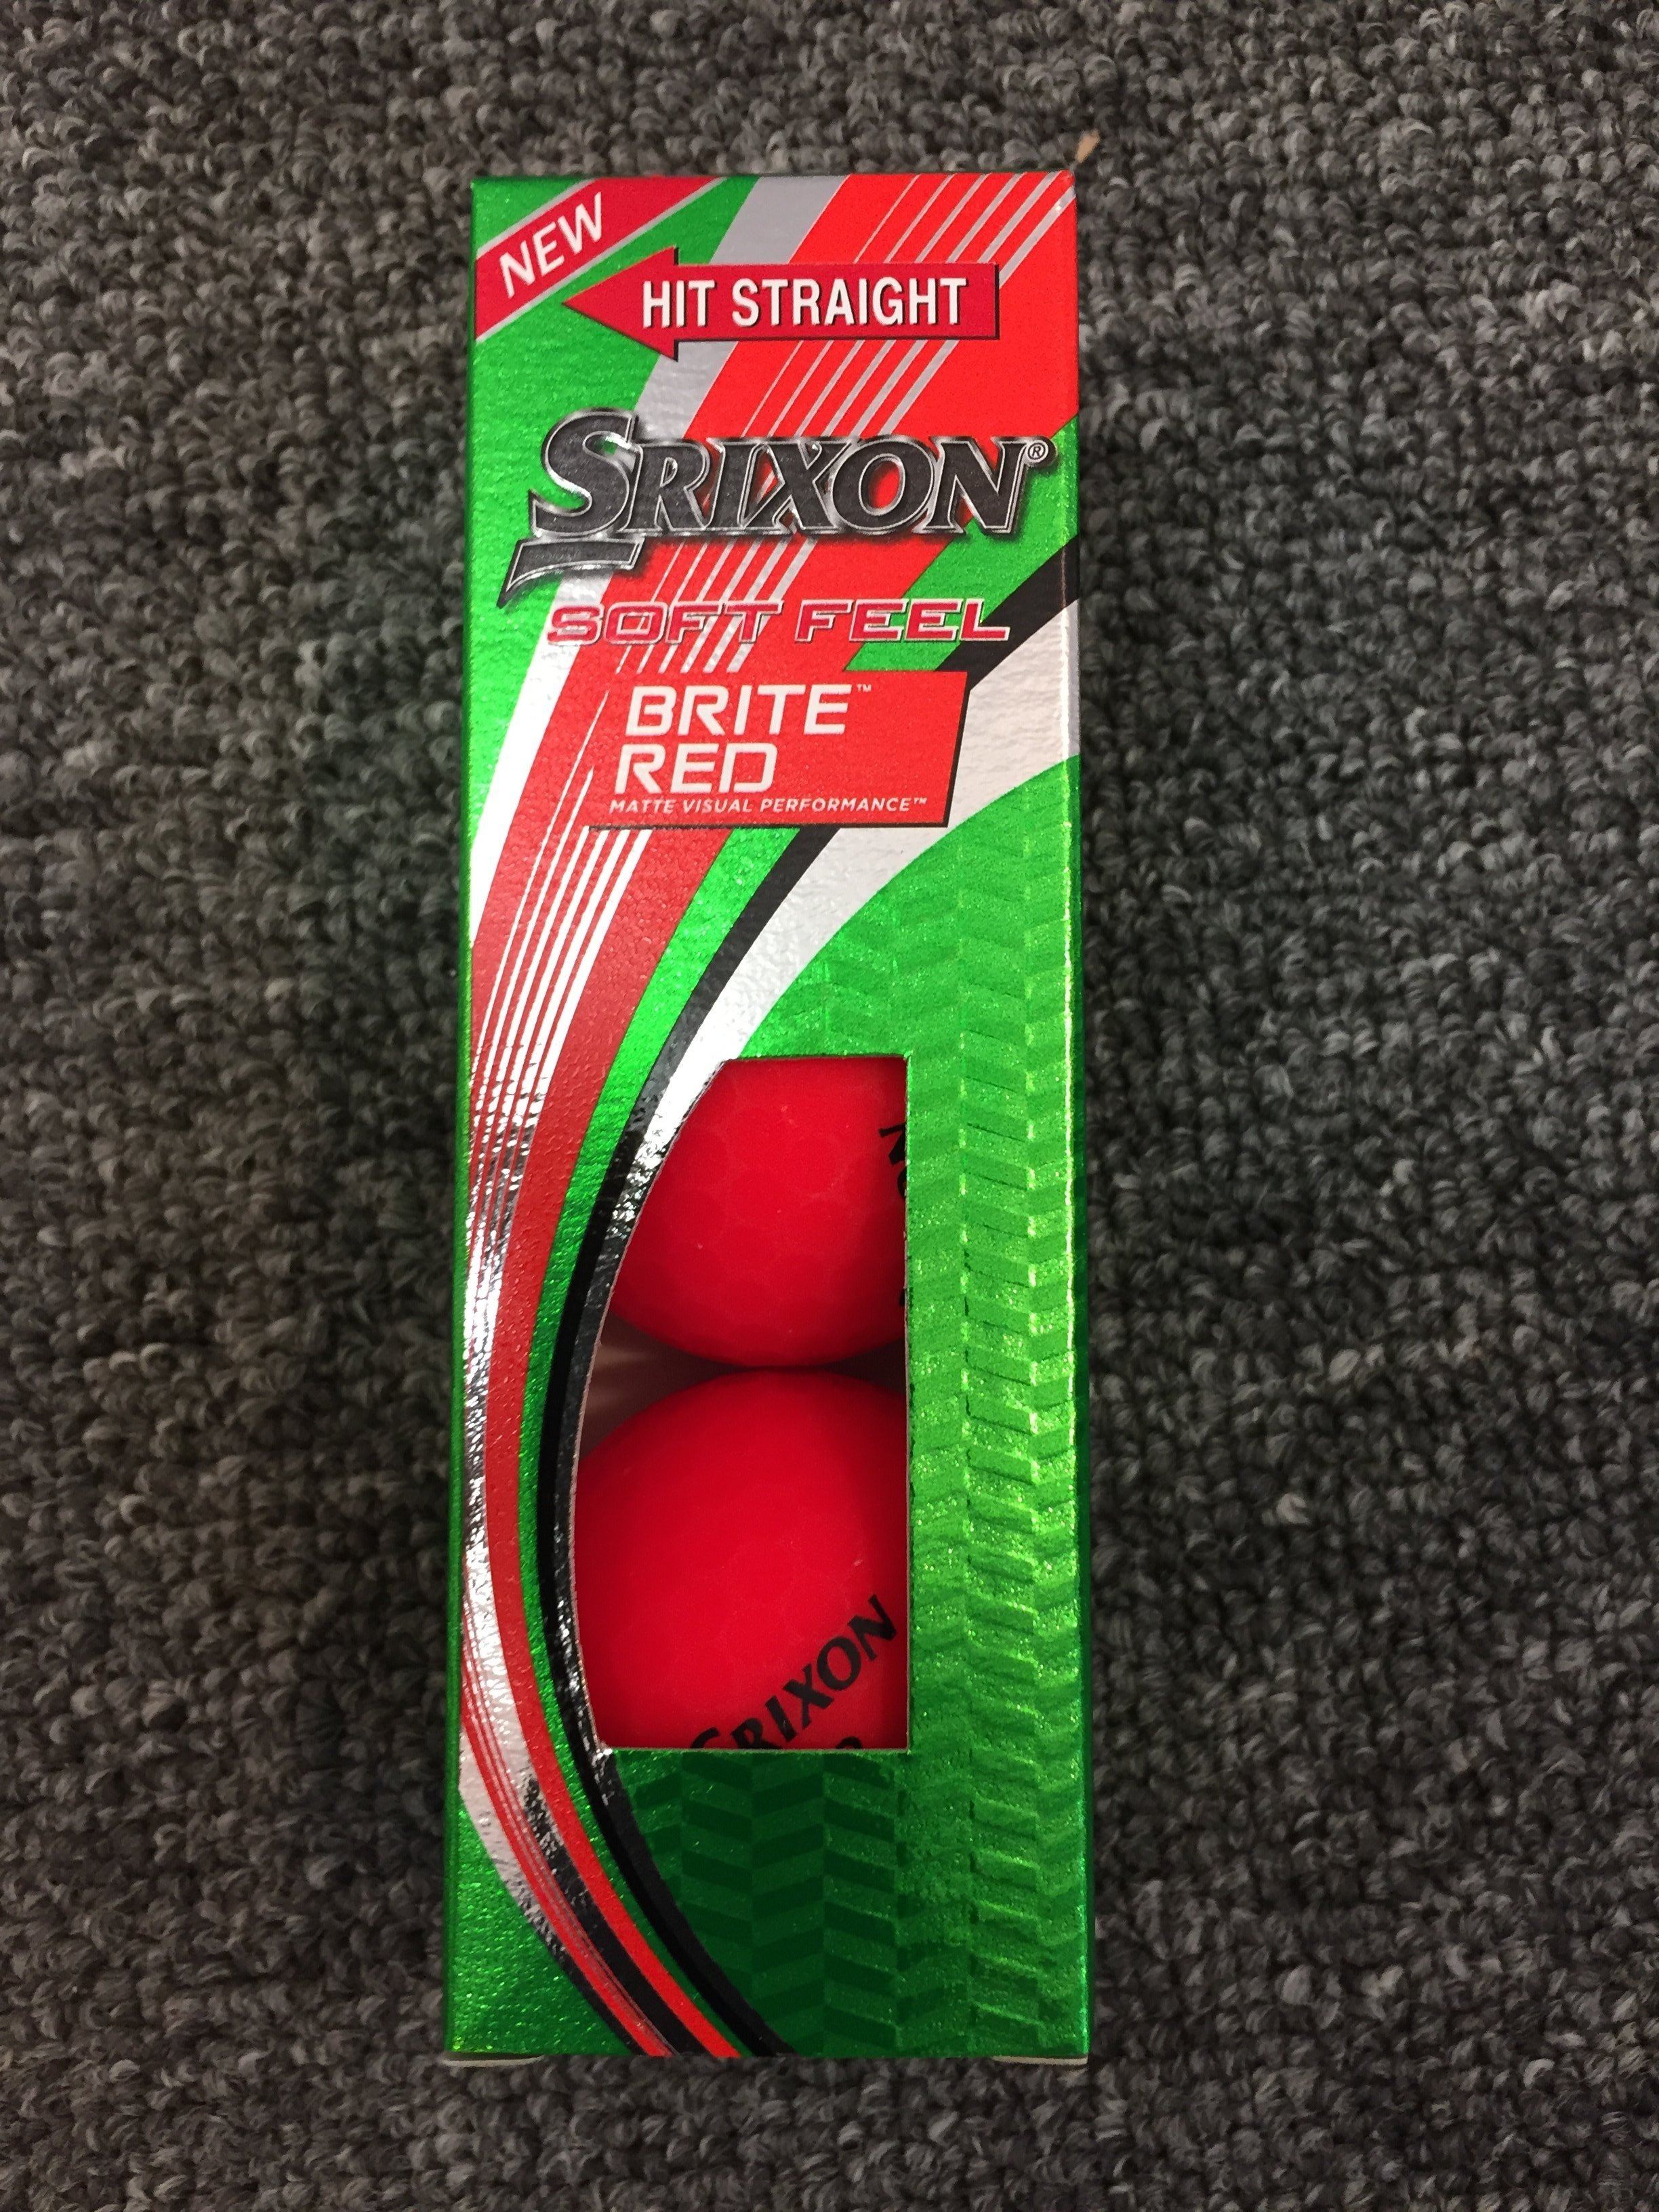 NEW
HIT STRAIGHT
SRIXON®
SOFT FEEL
BRITE™
RED
MATTE VISUAL PERFORMANCE™
SRIXON